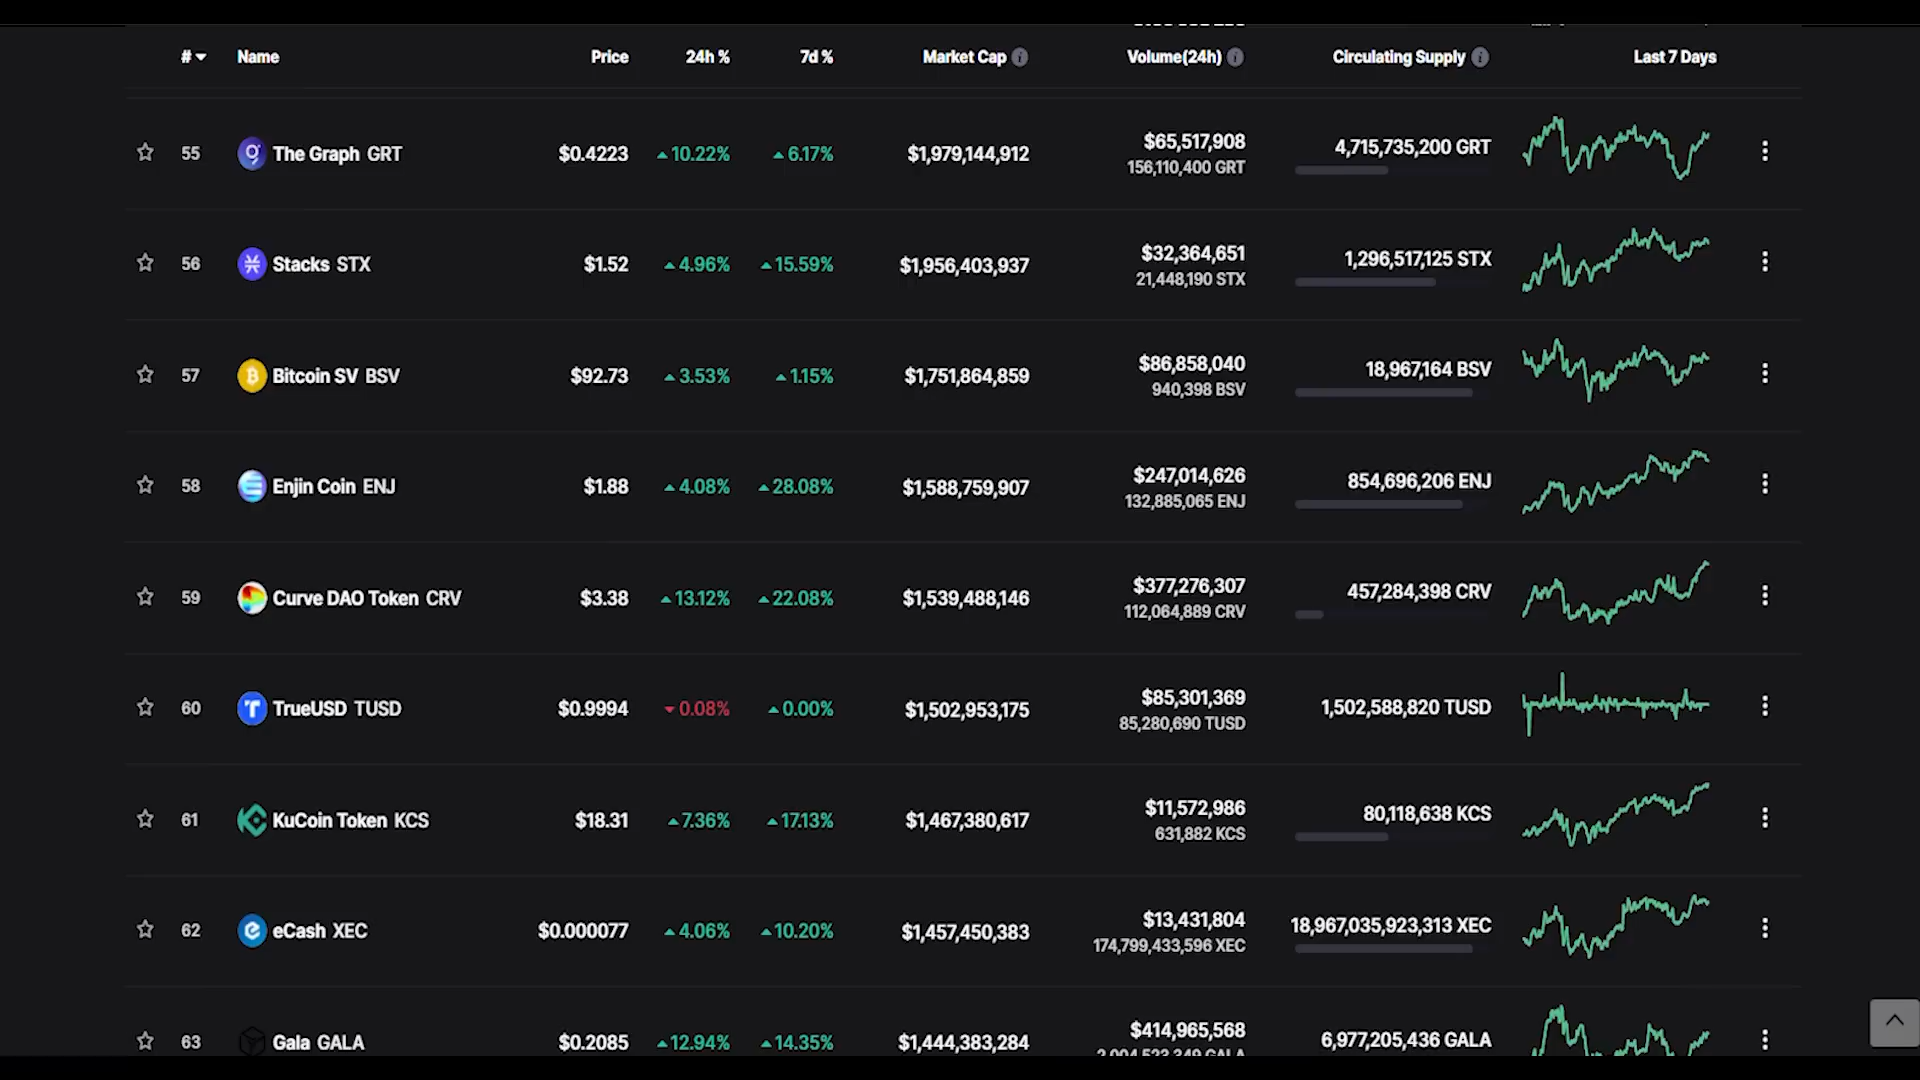 # Name Price 24h % 7d % Market Cap Volume(24h) Circulating Supply Last 7 Days
55 The Graph GRT $0.4223 10.22% 6.17% $1,979,144,912 $65,517,908 4,715,735,200 GRT
156,110,400 GRT
56 Stacks STX $1.52 4.96% 15.59% $1,956,403,937 $32,364,651 1,296,517,125 STX
21,448,190 STX
57 Bitcoin SV BSV $92.73 3.53% 1.15% $1,751,864,859 $86,858,040 18,967,164 BSV
940,398 BSV
58 Enjin Coin ENJ $1.88 4.08% 28.08% $1,588,759,907 $247,014,626 854,696,206 ENJ
132,885,065 ENJ
59 Curve DAO Token CRV $3.38 13.12% 22.08% $1,539,488,146 $377,276,307 457,284,398 CRV
112,064,889 CRV
60 TrueUSD TUSD $0.9994 0.08% 0.00% $1,502,953,175 $85,301,369 1,502,588,820 TUSD
85,280,690 TUSD
61 KuCoin Token KCS $18.31 7.36% 17.13% $1,467,380,617 $11,572,986 80,118,638 KCS
631,882 KCS
62 eCash XEC $0.000077 4.06% 10.20% $1,457,450,383 $13,431,804 18,967,035,923,313 XEC
174,799,433,596 XEC
63 Gala GALA $0.2085 12.94% 14.35% $1,444,383,284 $414,965,568 6,977,205,436 GALA